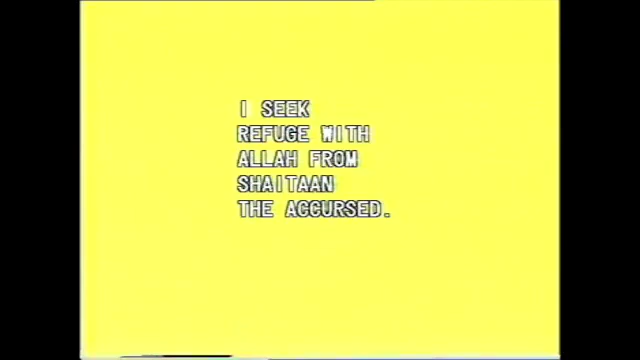 I SEEK
REFUGE WITH
ALLAH FROM
SHAITAAN
THE ACCURSED.